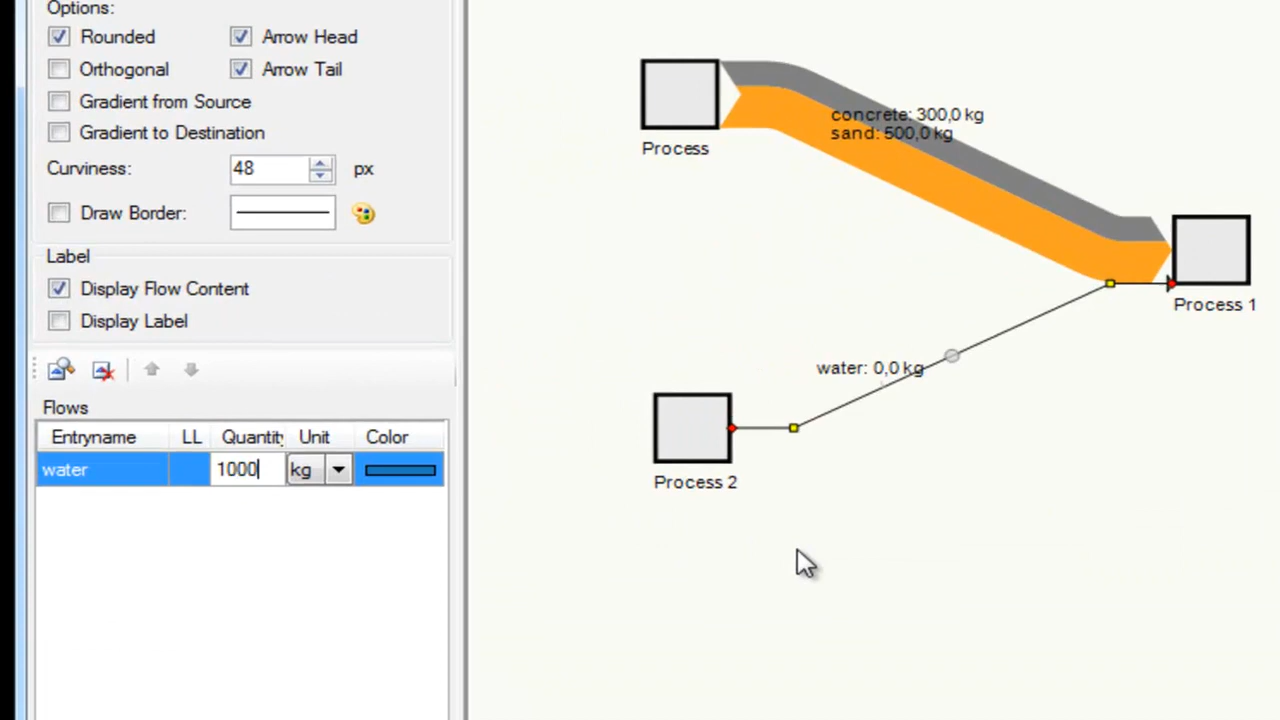 Options:
Rounded
Arrow Head
Orthogonal
Arrow Tail
Gradient from Source
Gradient to Destination
Curviness:
48
px
Draw Border:
Label
Display Flow Content
Display Label
Flows
Entryname LL Quantity Unit Color
water 1000 kg
concrete: 300,0 kg
sand: 500,0 kg
Process
Process 1
water: 0,0 kg
Process 2